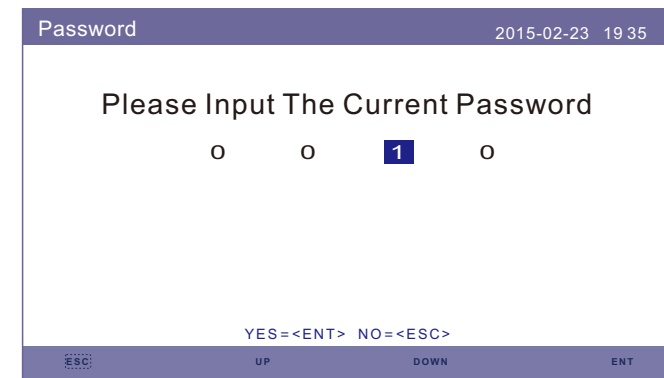 Password 2015-02-23 19 35
Please Input The Current Password
0 0 1 0
YES=<ENT> NO=<ESC>
ESC UP DOWN ENT